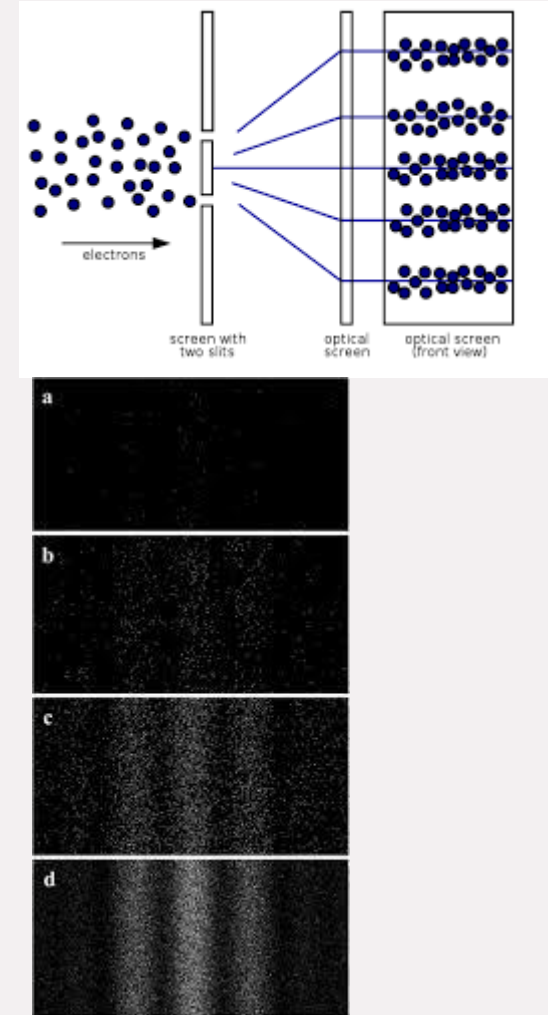 electrons
screen with
two slits
optical
screen
optical screen
(front view)
a
b
c
d